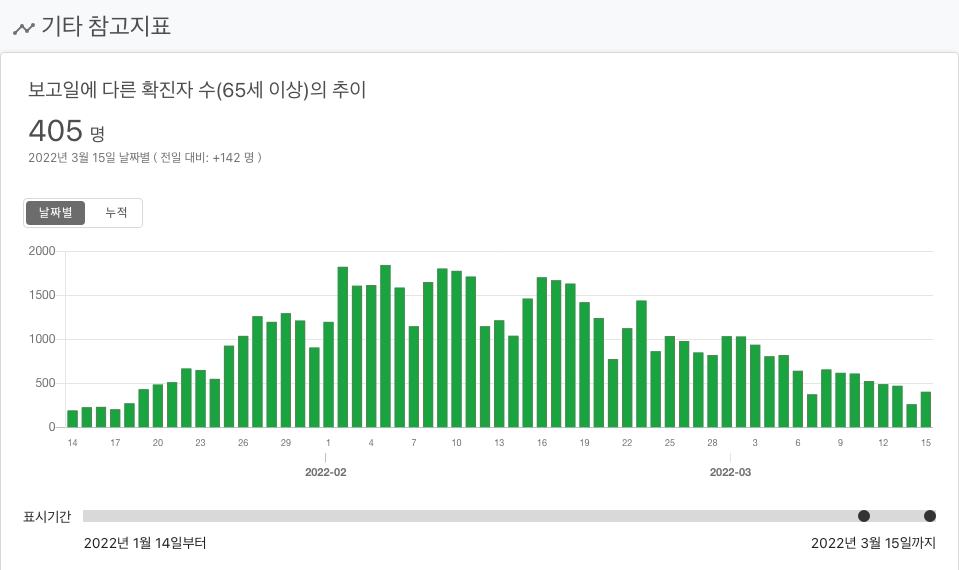 기타 참고지표
보고일에 다른 확진자 수(65세 이상)의 추이
405 명
2022년 3월 15일 날짜별 ( 전일 대비: +142 명 )
날짜별 누적
2000
1500
1000
500
0
14 17 20 23 26 29 1 4 7 10 13 16 19 22 25 28 3 6 9 12 15
2022-02 2022-03
표시기간
2022년 1월 14일부터 2022년 3월 15일까지